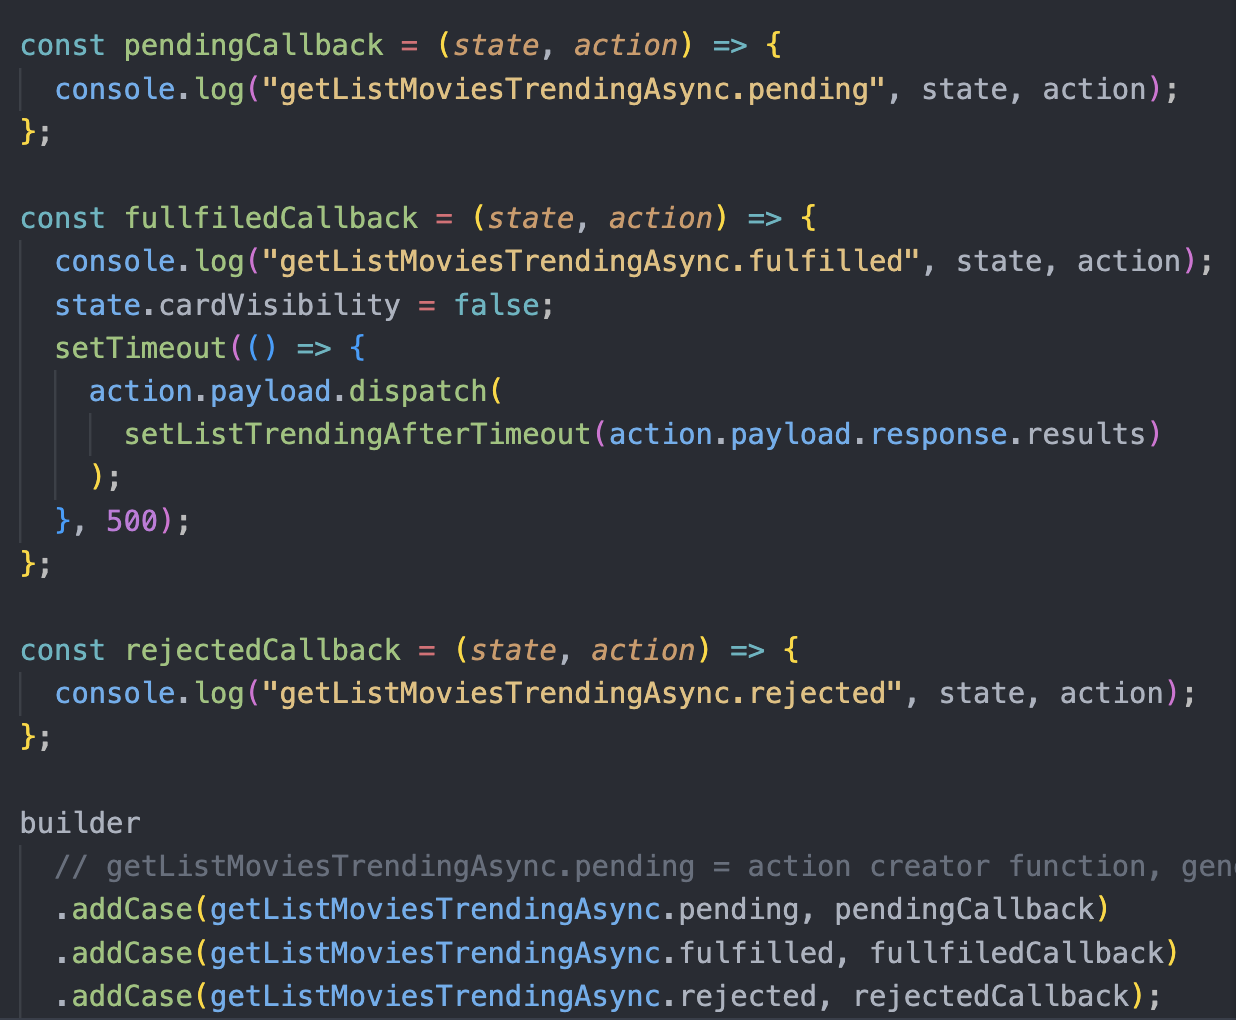 const pendingCallback = (state, action) => {
  console.log("getListMoviesTrendingAsync.pending", state, action);
};

const fullfiledCallback = (state, action) => {
  console.log("getListMoviesTrendingAsync.fulfilled", state, action);
  state.cardVisibility = false;
  setTimeout(() => {
    action.payload.dispatch(
      setListTrendingAfterTimeout(action.payload.response.results)
    );
  }, 500);
};

const rejectedCallback = (state, action) => {
  console.log("getListMoviesTrendingAsync.rejected", state, action);
};

builder
  // getListMoviesTrendingAsync.pending = action creator function,
  .addCase(getListMoviesTrendingAsync.pending, pendingCallback)
  .addCase(getListMoviesTrendingAsync.fulfilled, fullfiledCallback)
  .addCase(getListMoviesTrendingAsync.rejected, rejectedCallback);